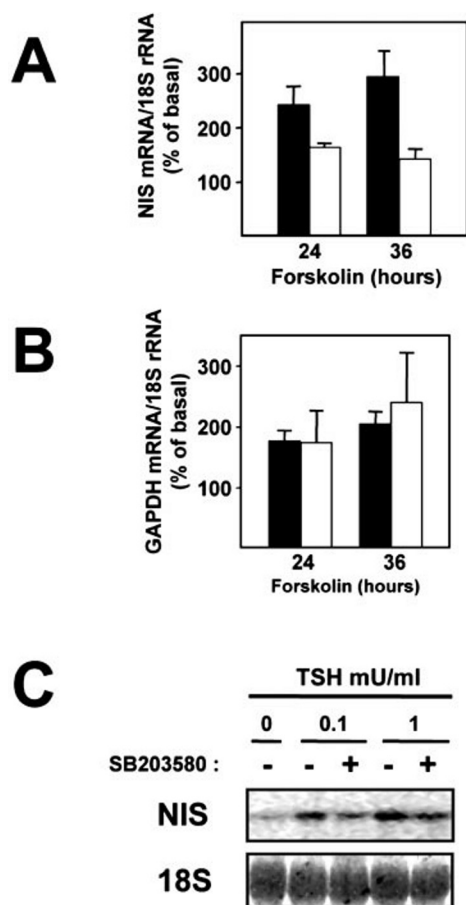 A
NIS mRNA/18S rRNA
(% of basal)
300
200
100
24 36
Forskolin (hours)
B
GAPDH mRNA/18S rRNA
(% of basal)
300
200
100
24 36
Forskolin (hours)
C
TSH mU/ml
0 0.1 1
SB203580 : - - + - +
NIS
18S